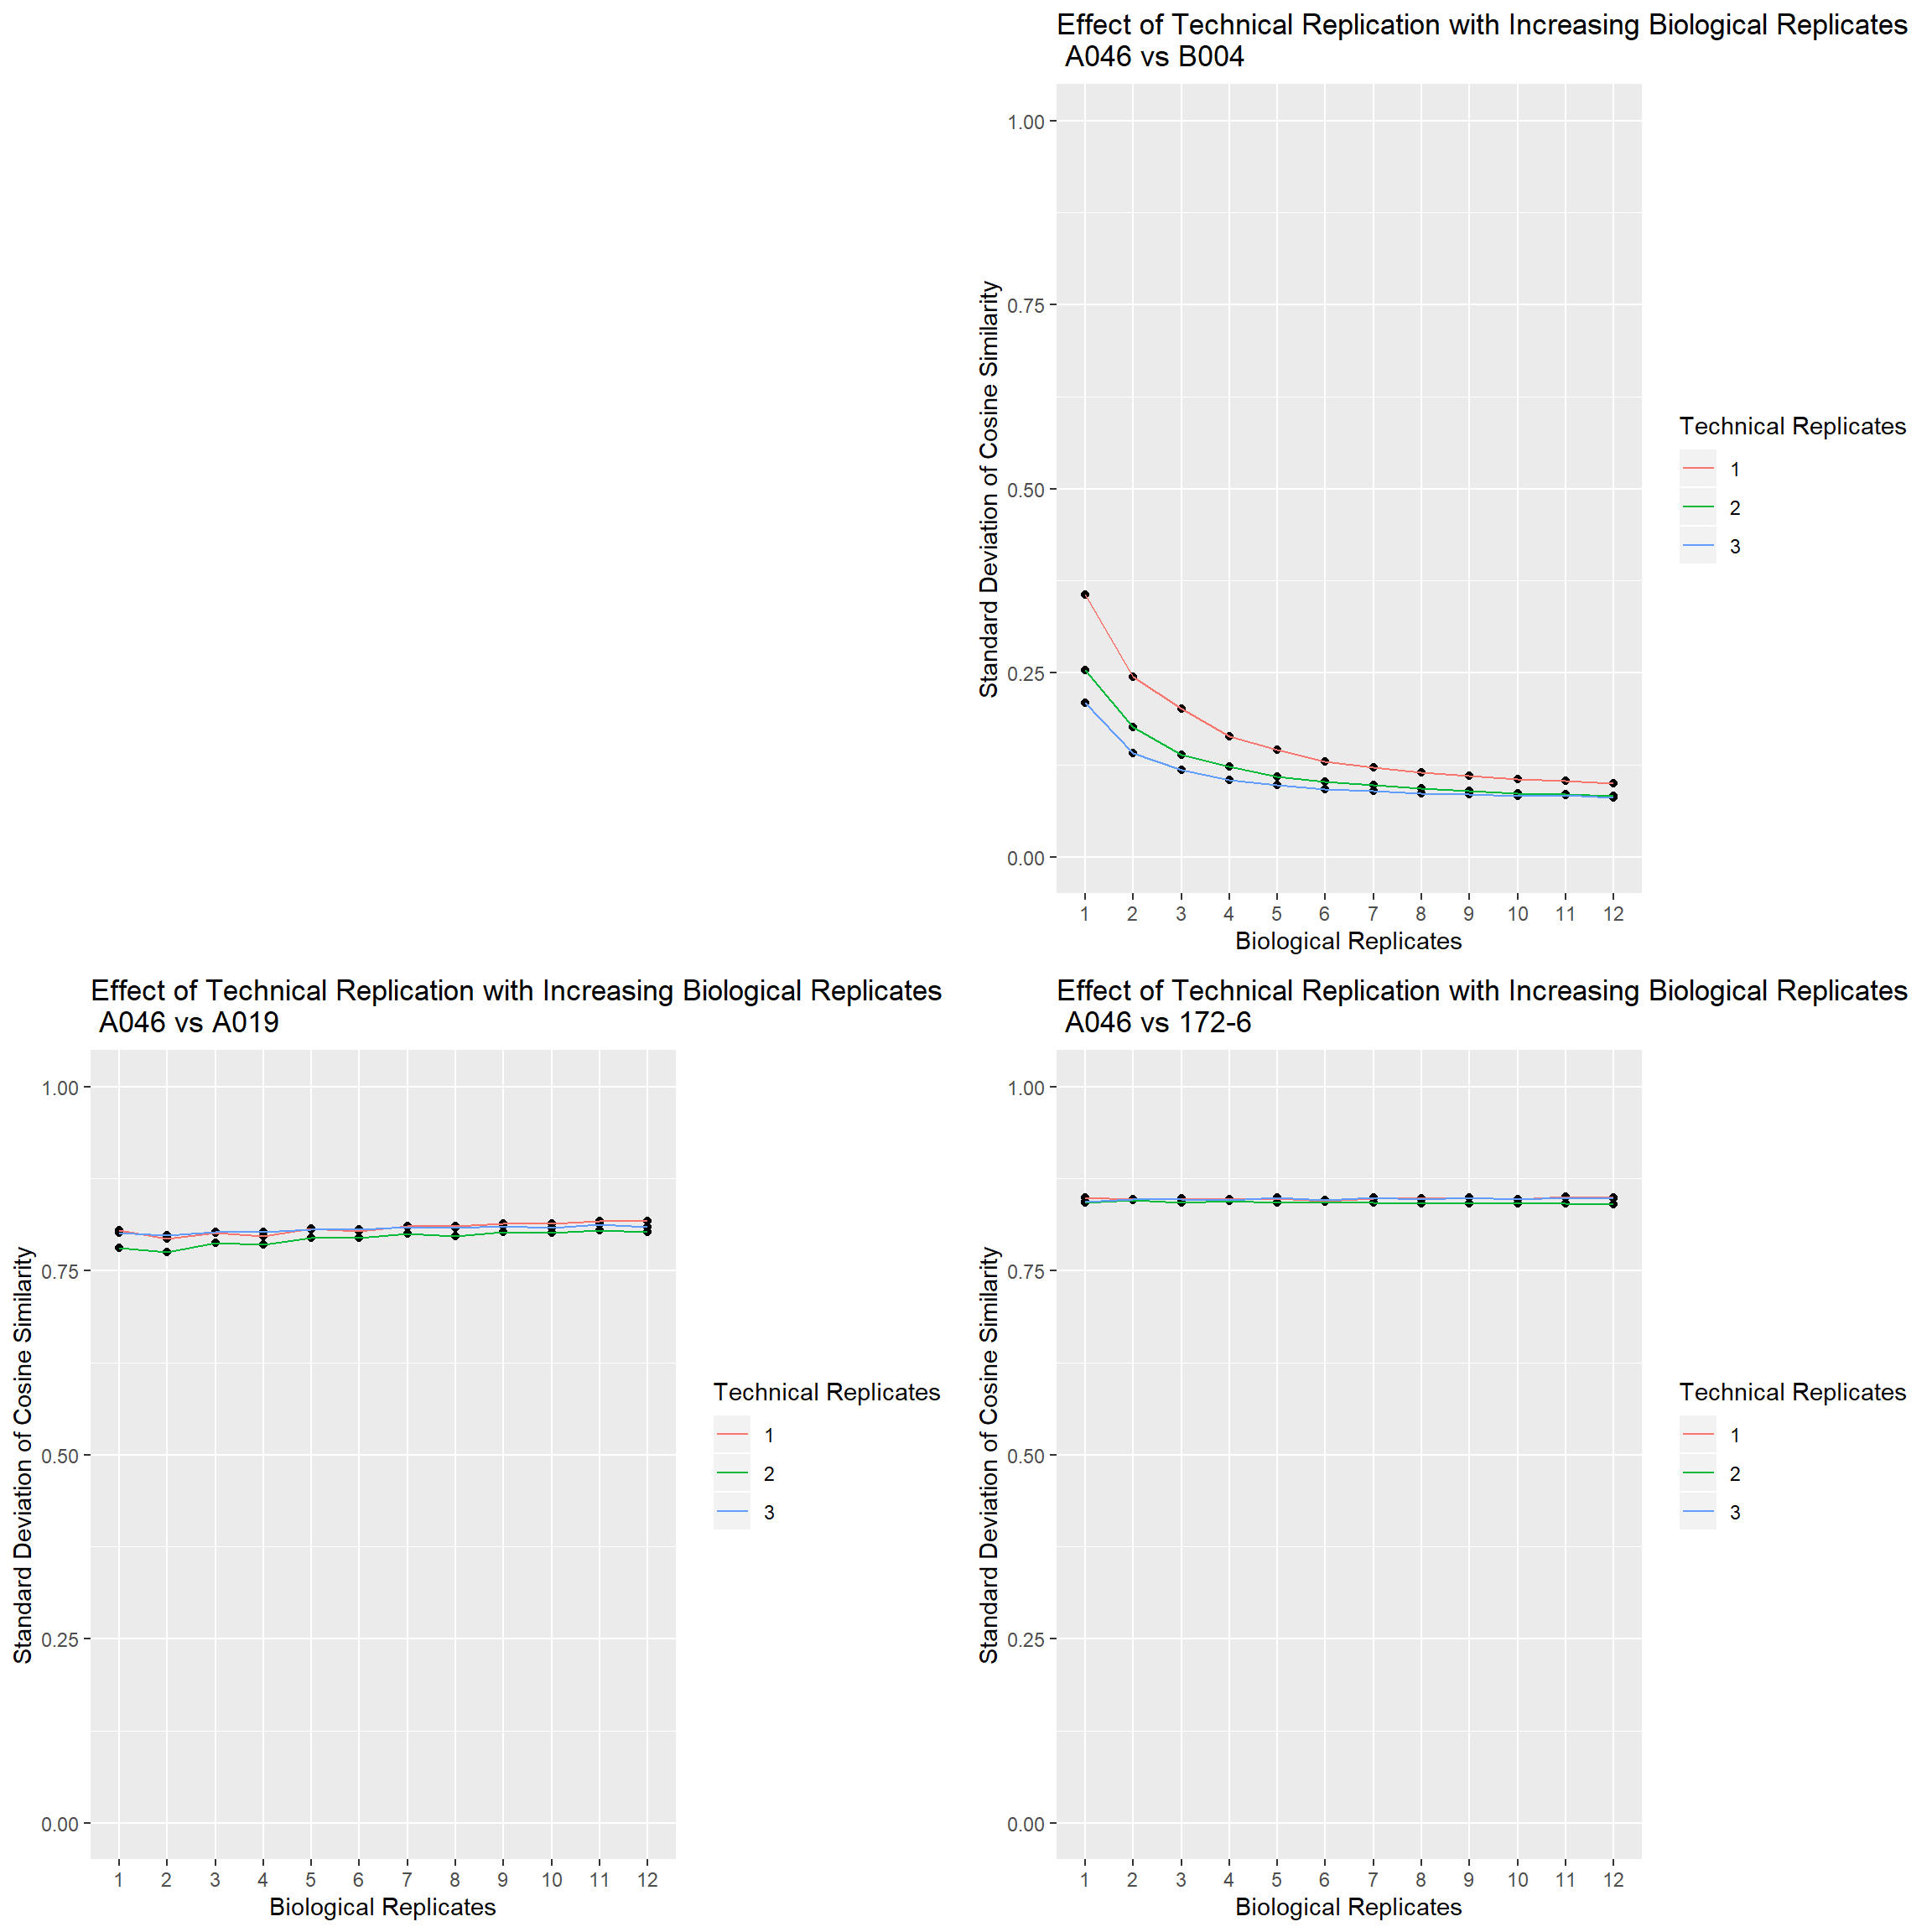 Effect of Technical Replication with Increasing Biological Replicates
A046 vs B004
Standard Deviation of Cosine Similarity
1.00
0.75
0.50
0.25
0.00
1 2 3 4 5 6 7 8 9 10 11 12
Biological Replicates
Technical Replicates
1
2
3
Effect of Technical Replication with Increasing Biological Replicates
A046 vs A019
Standard Deviation of Cosine Similarity
1.00
0.75
0.50
0.25
0.00
1 2 3 4 5 6 7 8 9 10 11 12
Biological Replicates
Technical Replicates
1
2
3
Effect of Technical Replication with Increasing Biological Replicates
A046 vs 172-6
Standard Deviation of Cosine Similarity
1.00
0.75
0.50
0.25
0.00
1 2 3 4 5 6 7 8 9 10 11 12
Biological Replicates
Technical Replicates
1
2
3